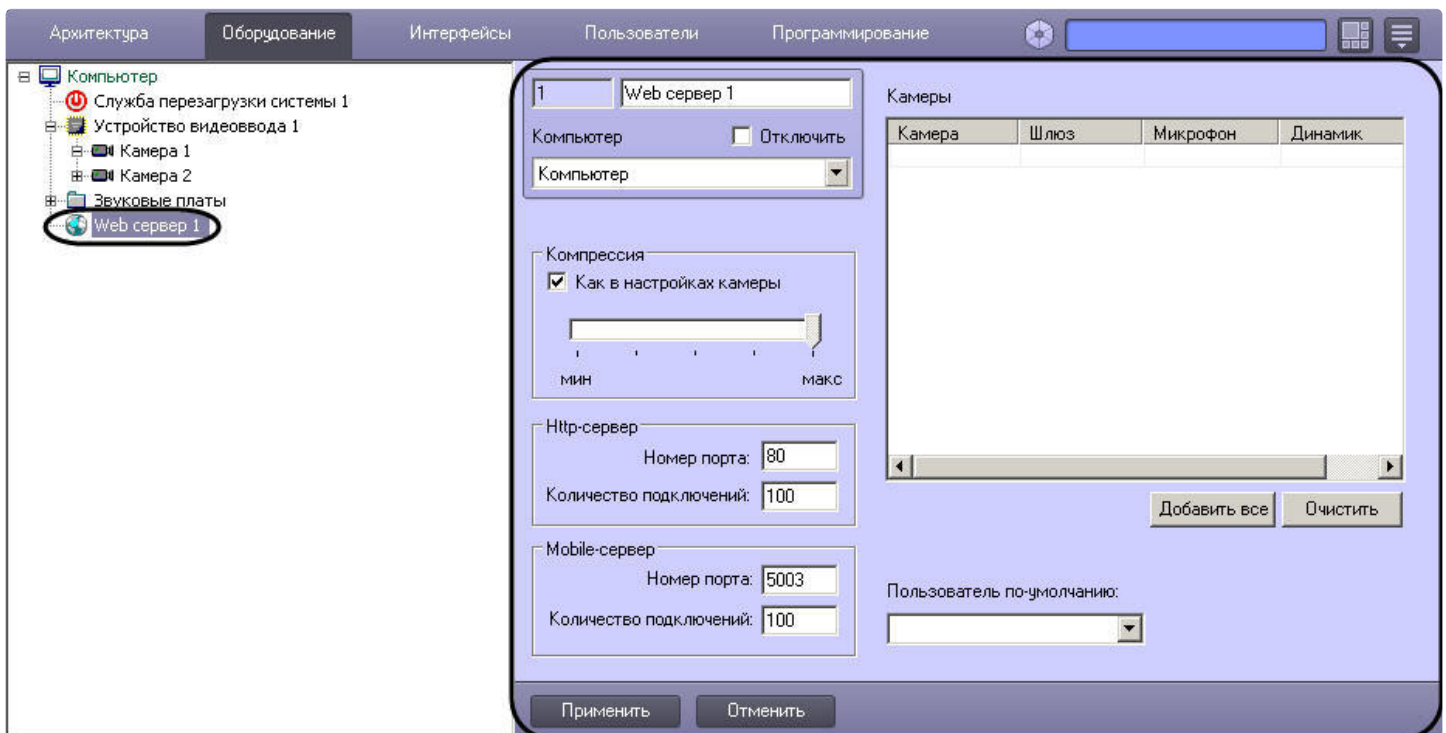 Архитектура Оборудование Интерфейсы Пользователи Программирование
Компьютер
Служба перезагрузки системы 1
Устройство видеоввода 1
Камера 1
Камера 2
Звуковые платы
Web сервер 1
1 Web сервер 1
Компьютер Отключить
Компьютер
Компрессия
Как в настройках камеры
мин макс
Http-сервер
Номер порта: 80
Количество подключений: 100
Mobile-сервер
Номер порта: 5003
Количество подключений: 100
Камеры
Камера Шлюз Микрофон Динамик
Добавить все Очистить
Пользователь по-умолчанию:
Применить Отменить